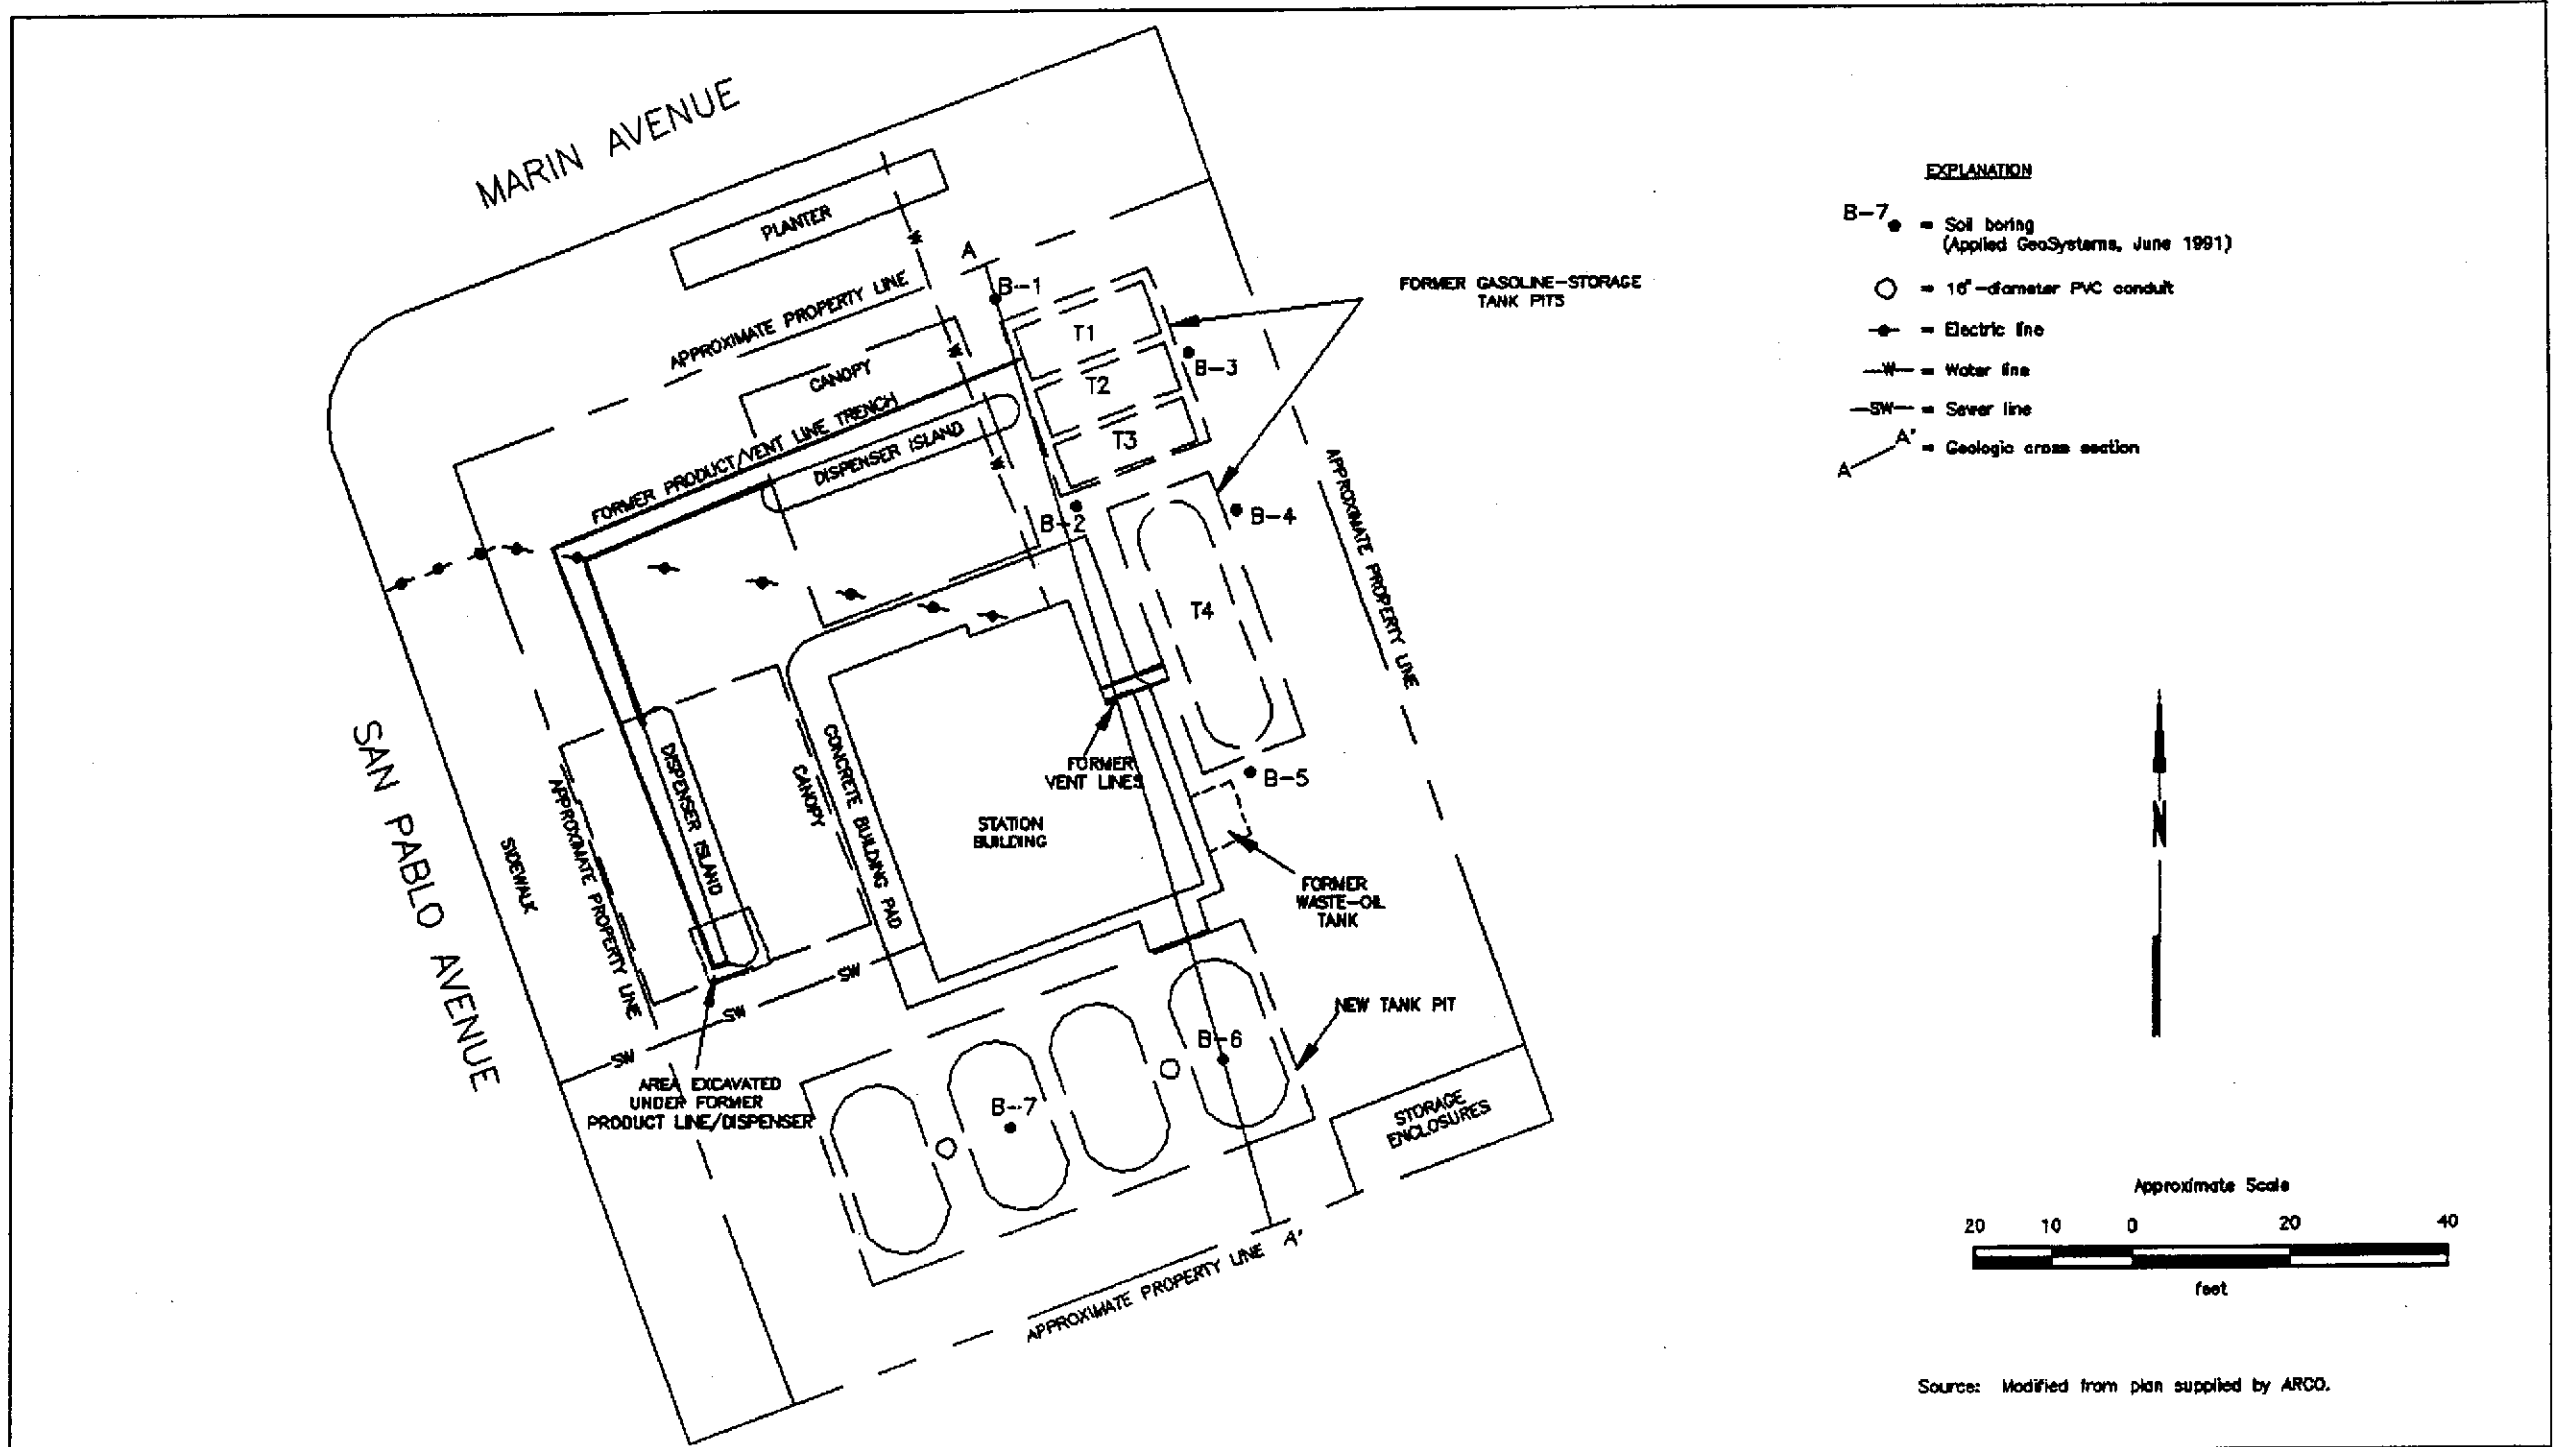 MARIN AVENUE
PLANTER
W
A
B-1
APPROXIMATE PROPERTY LINE
W
CANOPY
T1
B-3
T2
FORMER PRODUCT/VENT LINE TRENCH
DISPENSER ISLAND
T3
W
B-2
B-4
FORMER GASOLINE-STORAGE
TANK PITS
APPROXIMATE PROPERTY LINE
T4
SAN PABLO AVENUE
SIDEWALK
APPROXIMATE PROPERTY LINE
DISPENSER ISLAND
CANOPY
CONCRETE BUILDING PAD
FORMER
VENT LINES
B-5
STATION
BUILDING
FORMER
WASTE-OIL
TANK
SW
SW
SW
NEW TANK PIT
B-6
B-7
AREA EXCAVATED
UNDER FORMER
PRODUCT LINE/DISPENSER
STORAGE
ENCLOSURES
APPROXIMATE PROPERTY LINE
A'
EXPLANATION
B-7 = Soil boring
(Applied GeoSystems, June 1991)
= 16"-diameter PVC conduit
= Electric line
—W— = Water line
—SW— = Sewer line
A A' = Geologic cross section
N
Approximate Scale
20 10 0 20 40
feet
Source: Modified from plan supplied by ARCO.